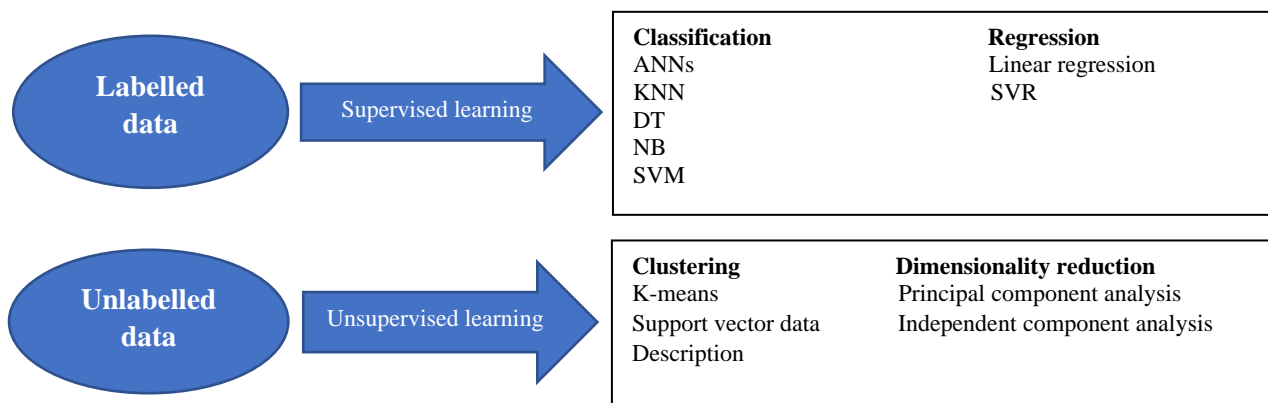 Labelled
data
Supervised learning
Classification
ANNs
KNN
DT
NB
SVM
Regression
Linear regression
SVR
Unlabelled
data
Unsupervised learning
Clustering
K-means
Support vector data
Description
Dimensionality reduction
Principal component analysis
Independent component analysis